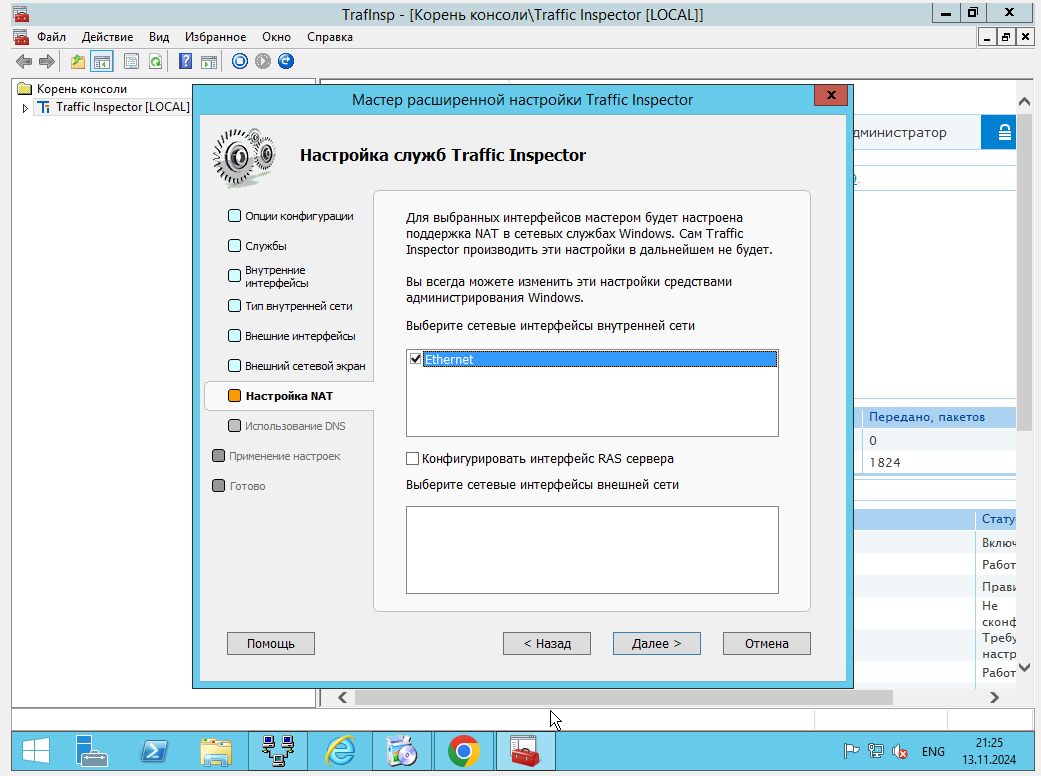 TrafInsp - [Корень консоли\Traffic Inspector [LOCAL]]
Файл Действие Вид Избранное Окно Справка
Корень консоли
Traffic Inspector [LOCAL]
Мастер расширенной настройки Traffic Inspector
Настройка служб Traffic Inspector
Опции конфигурации
Службы
Внутренние
интерфейсы
Тип внутренней сети
Внешние интерфейсы
Внешний сетевой экран
Настройка NAT
Использование DNS
Применение настроек
Готово
Для выбранных интерфейсов мастером будет настроена
поддержка NAT в сетевых службах Windows. Сам Traffic
Inspector производить эти настройки в дальнейшем не будет.
Вы всегда можете изменить эти настройки средствами
администрирования Windows.
Выберите сетевые интерфейсы внутренней сети
Ethernet
Конфигурировать интерфейс RAS сервера
Выберите сетевые интерфейсы внешней сети
Помощь
< Назад
Далее >
Отмена
дминистратор
Передано, пакетов
0
1824
Стату
Включ
Работ
Прави
Не
сконф
Требу
настр
Работ
ENG
21:25
13.11.2024